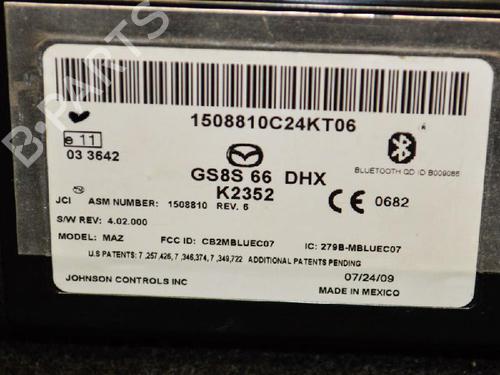 1508810C24KT06
e 11
03 3642
BLUETOOTH QD ID B009085
GS8S 66 DHX
K2352
0682
JCI ASM NUMBER: 1508810 REV. 6
S/W REV: 4.02.000
MODEL: MAZ FCC ID: CB2MBLUEC07 IC: 279B-MBLUEC07
U.S PATENTS: 7,257,426, 7,346,374, 7,349,722 ADDITIONAL PATENTS PENDING
07/24/09
JOHNSON CONTROLS INC MADE IN MEXICO
B-PARTS